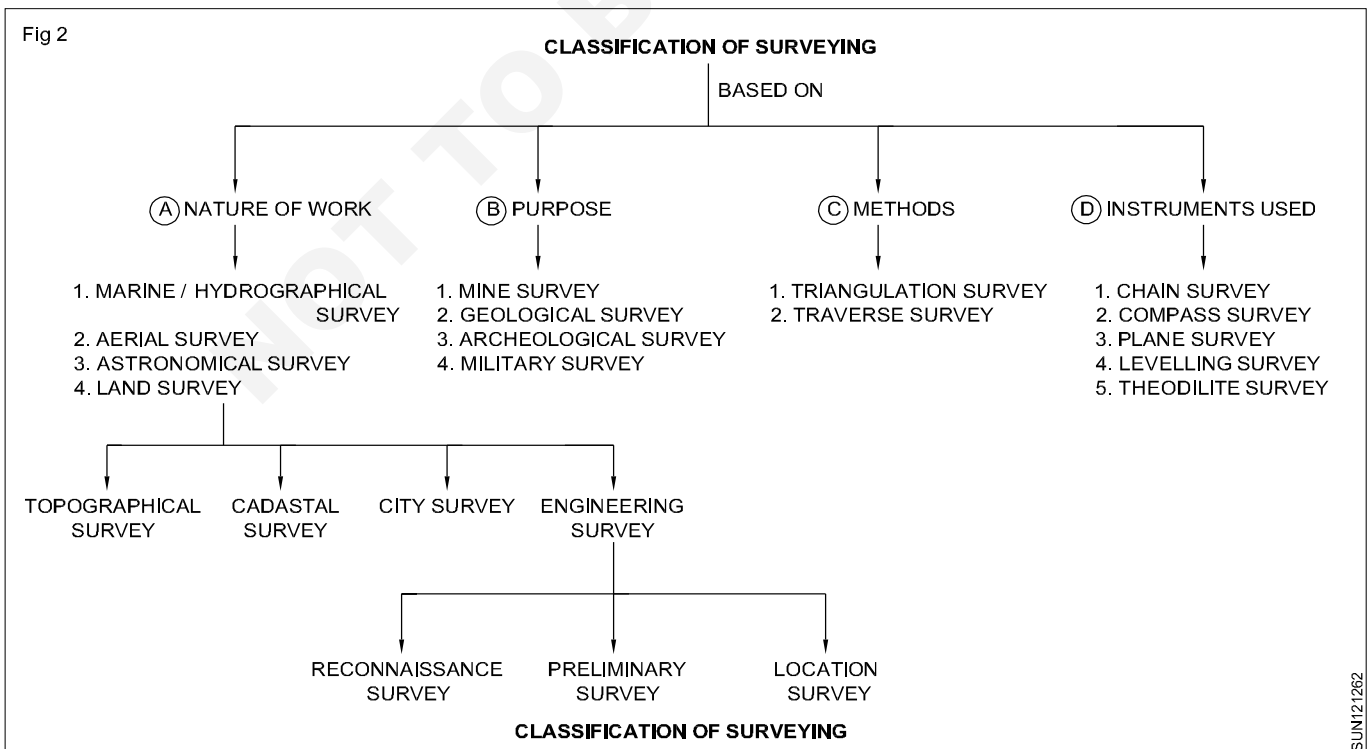 Fig 2
CLASSIFICATION OF SURVEYING
BASED ON
A NATURE OF WORK
1. MARINE / HYDROGRAPHICAL
SURVEY
2. AERIAL SURVEY
3. ASTRONOMICAL SURVEY
4. LAND SURVEY
B PURPOSE
1. MINE SURVEY
2. GEOLOGICAL SURVEY
3. ARCHEOLOGICAL SURVEY
4. MILITARY SURVEY
C METHODS
1. TRIANGULATION SURVEY
2. TRAVERSE SURVEY
D INSTRUMENTS USED
1. CHAIN SURVEY
2. COMPASS SURVEY
3. PLANE SURVEY
4. LEVELLING SURVEY
5. THEODILITE SURVEY
TOPOGRAPHICAL
SURVEY
CADASTAL
SURVEY
CITY SURVEY
ENGINEERING
SURVEY
RECONNAISSANCE
SURVEY
PRELIMINARY
SURVEY
LOCATION
SURVEY
CLASSIFICATION OF SURVEYING
SUN121262
NOT TO B